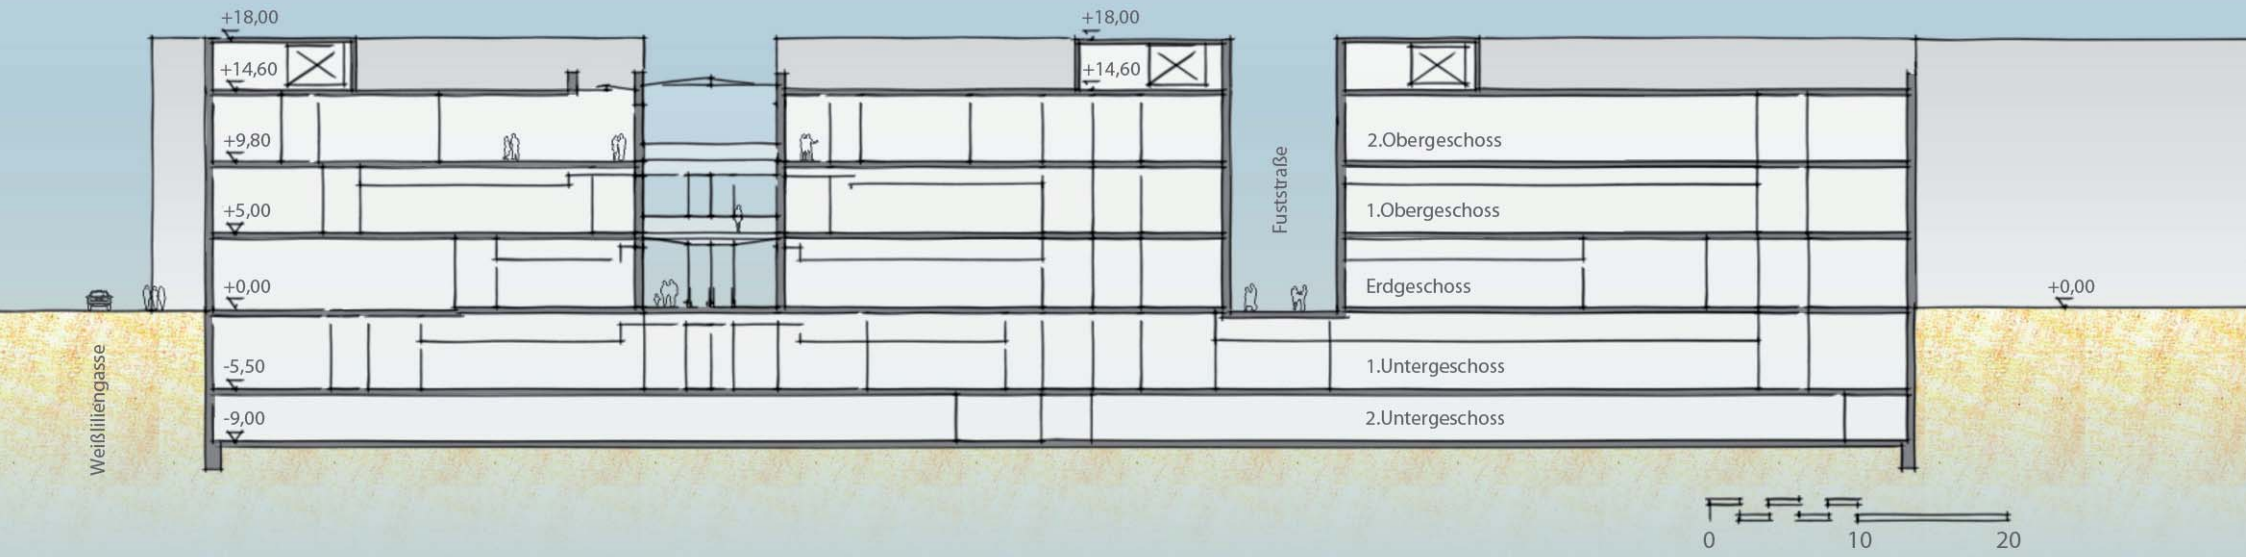 +18,00
+18,00
+14,60
+14,60
+9,80
2.Obergeschoss
+5,00
1.Obergeschoss
Fuststraße
+0,00
Erdgeschoss
+0,00
-5,50
1.Untergeschoss
-9,00
2.Untergeschoss
Weißliliengasse
0 10 20